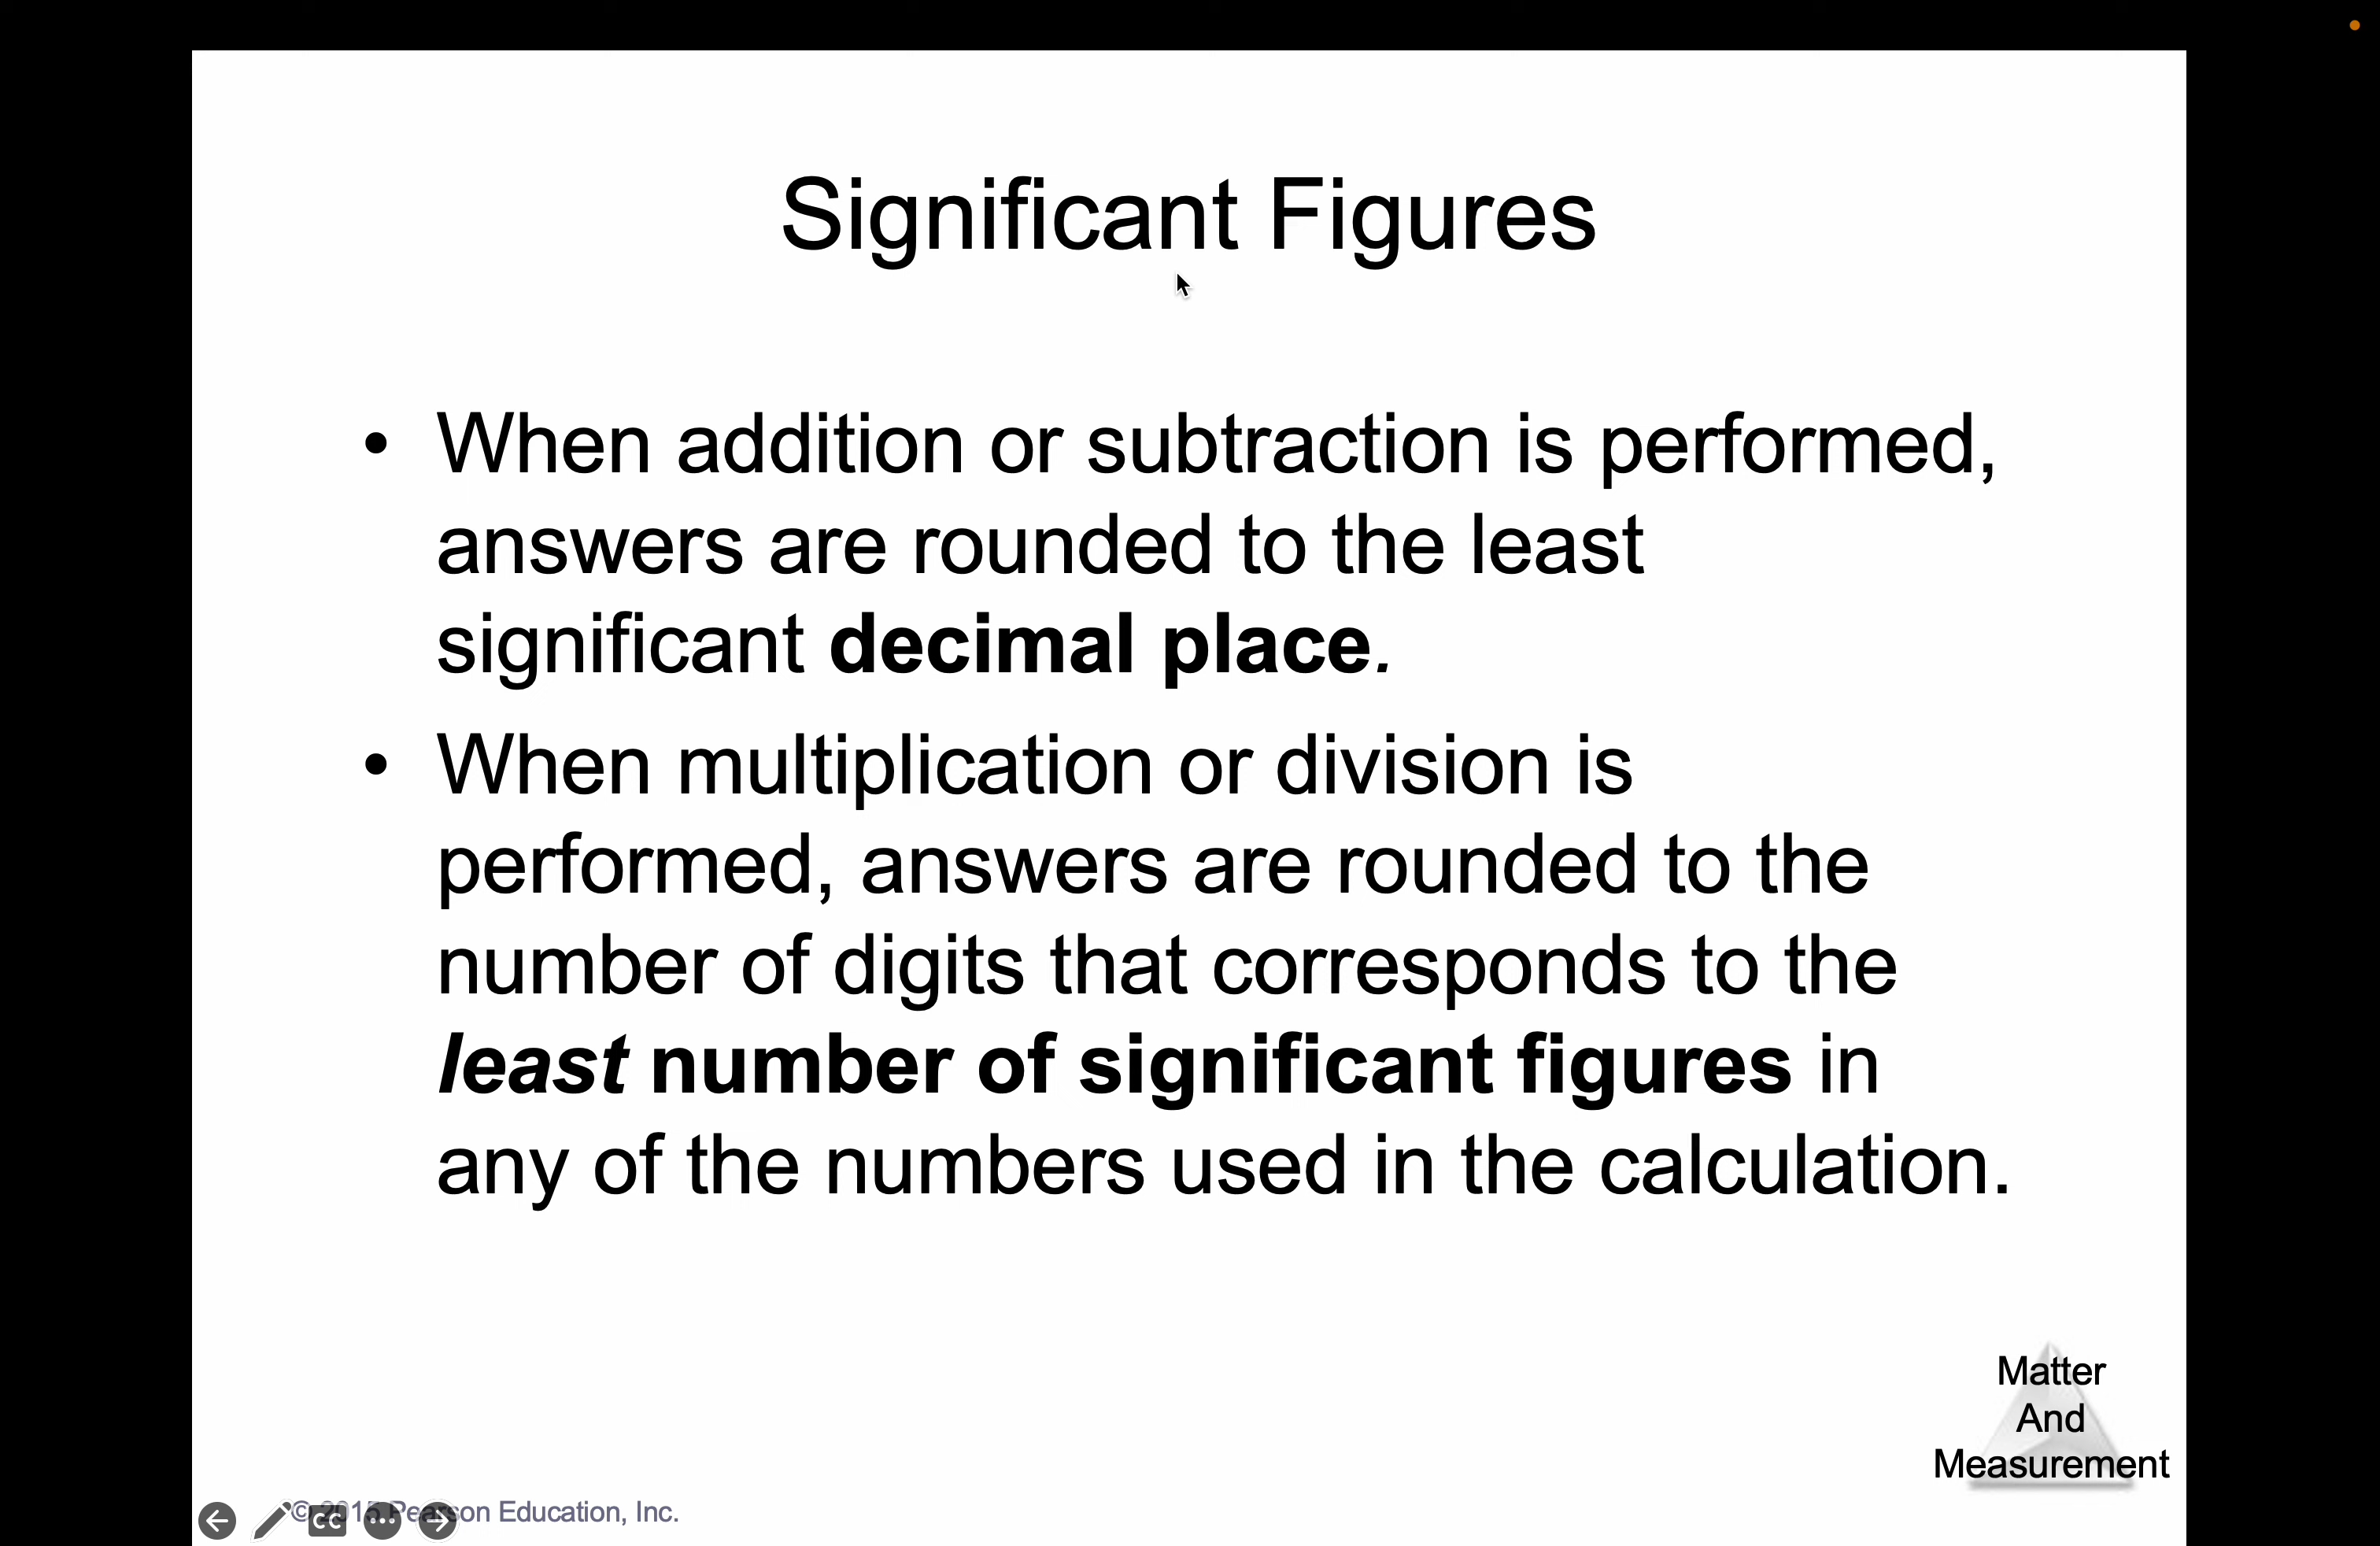 Significant Figures
• When addition or subtraction is performed,
answers are rounded to the least
significant decimal place.
• When multiplication or division is
performed, answers are rounded to the
number of digits that corresponds to the
least number of significant figures in
any of the numbers used in the calculation.
Matter
And
Measurement
© 2015 Pearson Education, Inc.
CC